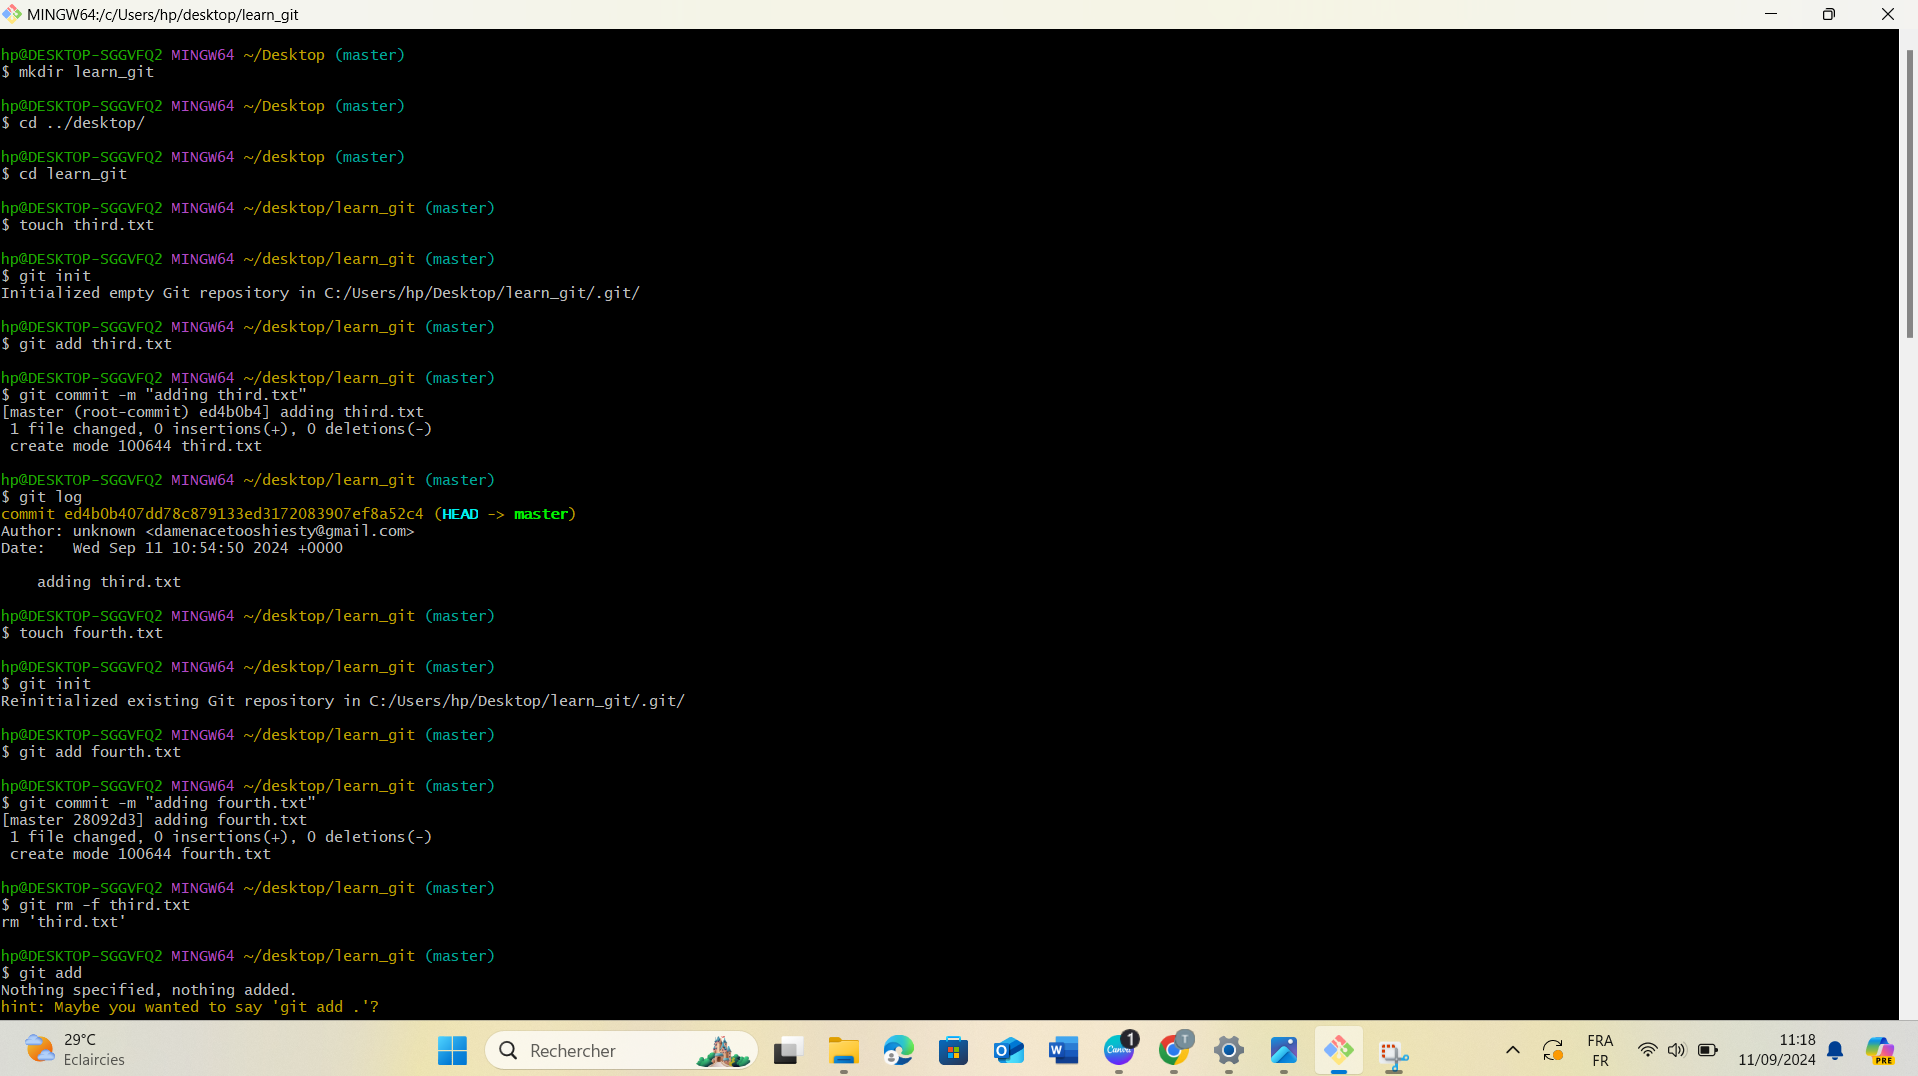 MINGW64:/c/Users/hp/desktop/learn_git
hp@DESKTOP-SGGVFQ2 MINGW64 ~/Desktop (master)
$ mkdir learn_git
hp@DESKTOP-SGGVFQ2 MINGW64 ~/Desktop (master)
$ cd ../desktop/
hp@DESKTOP-SGGVFQ2 MINGW64 ~/desktop (master)
$ cd learn_git
hp@DESKTOP-SGGVFQ2 MINGW64 ~/desktop/learn_git (master)
$ touch third.txt
hp@DESKTOP-SGGVFQ2 MINGW64 ~/desktop/learn_git (master)
$ git init
Initialized empty Git repository in C:/Users/hp/Desktop/learn_git/.git/
hp@DESKTOP-SGGVFQ2 MINGW64 ~/desktop/learn_git (master)
$ git add third.txt
hp@DESKTOP-SGGVFQ2 MINGW64 ~/desktop/learn_git (master)
$ git commit -m "adding third.txt"
[master (root-commit) ed4b0b4] adding third.txt
 1 file changed, 0 insertions(+), 0 deletions(-)
 create mode 100644 third.txt
hp@DESKTOP-SGGVFQ2 MINGW64 ~/desktop/learn_git (master)
$ git log
commit ed4b0b407dd78c879133ed3172083907ef8a52c4 (HEAD -> master)
Author: unknown <damenacetooshiesty@gmail.com>
Date:   Wed Sep 11 10:54:50 2024 +0000
    adding third.txt
hp@DESKTOP-SGGVFQ2 MINGW64 ~/desktop/learn_git (master)
$ touch fourth.txt
hp@DESKTOP-SGGVFQ2 MINGW64 ~/desktop/learn_git (master)
$ git init
Reinitialized existing Git repository in C:/Users/hp/Desktop/learn_git/.git/
hp@DESKTOP-SGGVFQ2 MINGW64 ~/desktop/learn_git (master)
$ git add fourth.txt
hp@DESKTOP-SGGVFQ2 MINGW64 ~/desktop/learn_git (master)
$ git commit -m "adding fourth.txt"
[master 28092d3] adding fourth.txt
 1 file changed, 0 insertions(+), 0 deletions(-)
 create mode 100644 fourth.txt
hp@DESKTOP-SGGVFQ2 MINGW64 ~/desktop/learn_git (master)
$ git rm -f third.txt
rm 'third.txt'
hp@DESKTOP-SGGVFQ2 MINGW64 ~/desktop/learn_git (master)
$ git add
Nothing specified, nothing added.
hint: Maybe you wanted to say 'git add .'?
29°C
Eclaircies
Rechercher
Canva
1
T
FRA
FR
11:18
11/09/2024
PRE